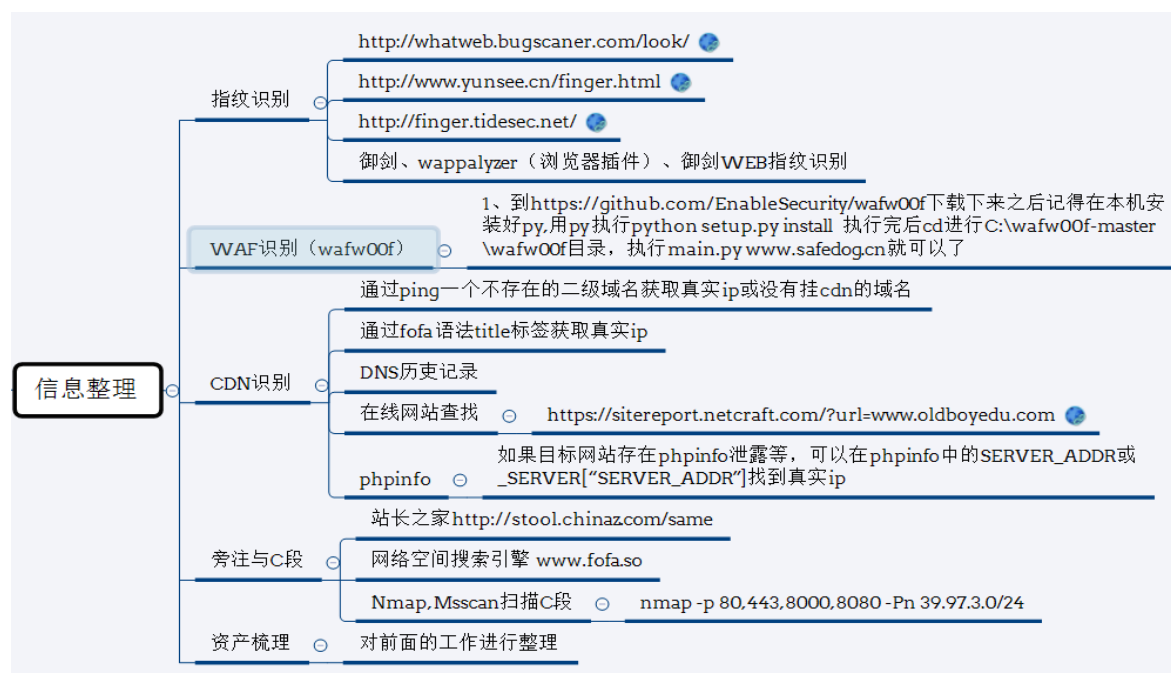 http://whatweb.bugscaner.com/look/
http://www.yunsee.cn/finger.html
指纹识别
http://finger.tidesec.net/
御剑、wappalyzer（浏览器插件）、御剑WEB指纹识别
1、到https://github.com/EnableSecurity/wafw00f下载下来之后记得在本机安
装好py,用py执行python setup.py install 执行完后cd进行C:\wafw00f-master
\wafw00f目录，执行main.py www.safedog.cn就可以了
WAF识别（wafw00f）
通过ping一个不存在的二级域名获取真实ip或没有挂cdn的域名
通过fofa语法title标签获取真实ip
DNS历史记录
信息整理
CDN识别
在线网站查找
https://sitereport.netcraft.com/?url=www.oldboyedu.com
如果目标网站存在phpinfo泄露等，可以在phpinfo中的SERVER_ADDR或
_SERVER[“SERVER_ADDR”]找到真实ip
phpinfo
站长之家http://stool.chinaz.com/same
旁注与C段
网络空间搜索引擎 www.fofa.so
Nmap,Msscan扫描C段
nmap -p 80,443,8000,8080 -Pn 39.97.3.0/24
资产梳理
对前面的工作进行整理